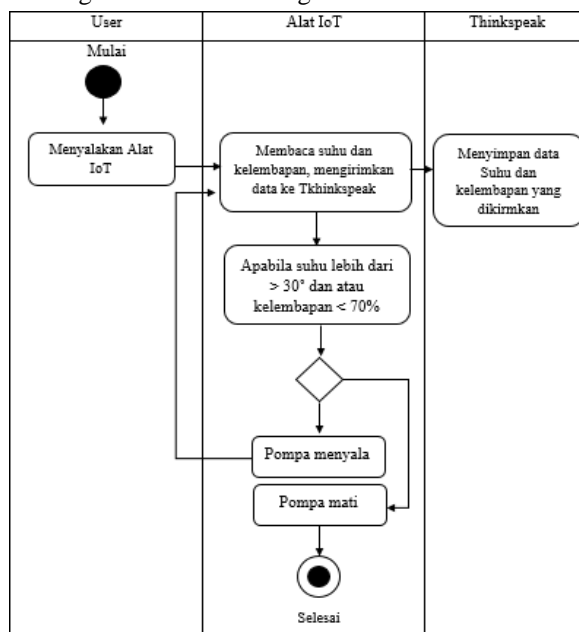 User
Alat IoT
Thinkspeak
Mulai
Menyalakan Alat
IoT
Membaca suhu dan
kelembapan, mengirimkan
data ke Tkhinkspeak
Menyimpan data
Suhu dan
kelembapan yang
dikirmkan
Apabila suhu lebih dari
> 30° dan atau
kelembapan < 70%
Pompa menyala
Pompa mati
Selesai